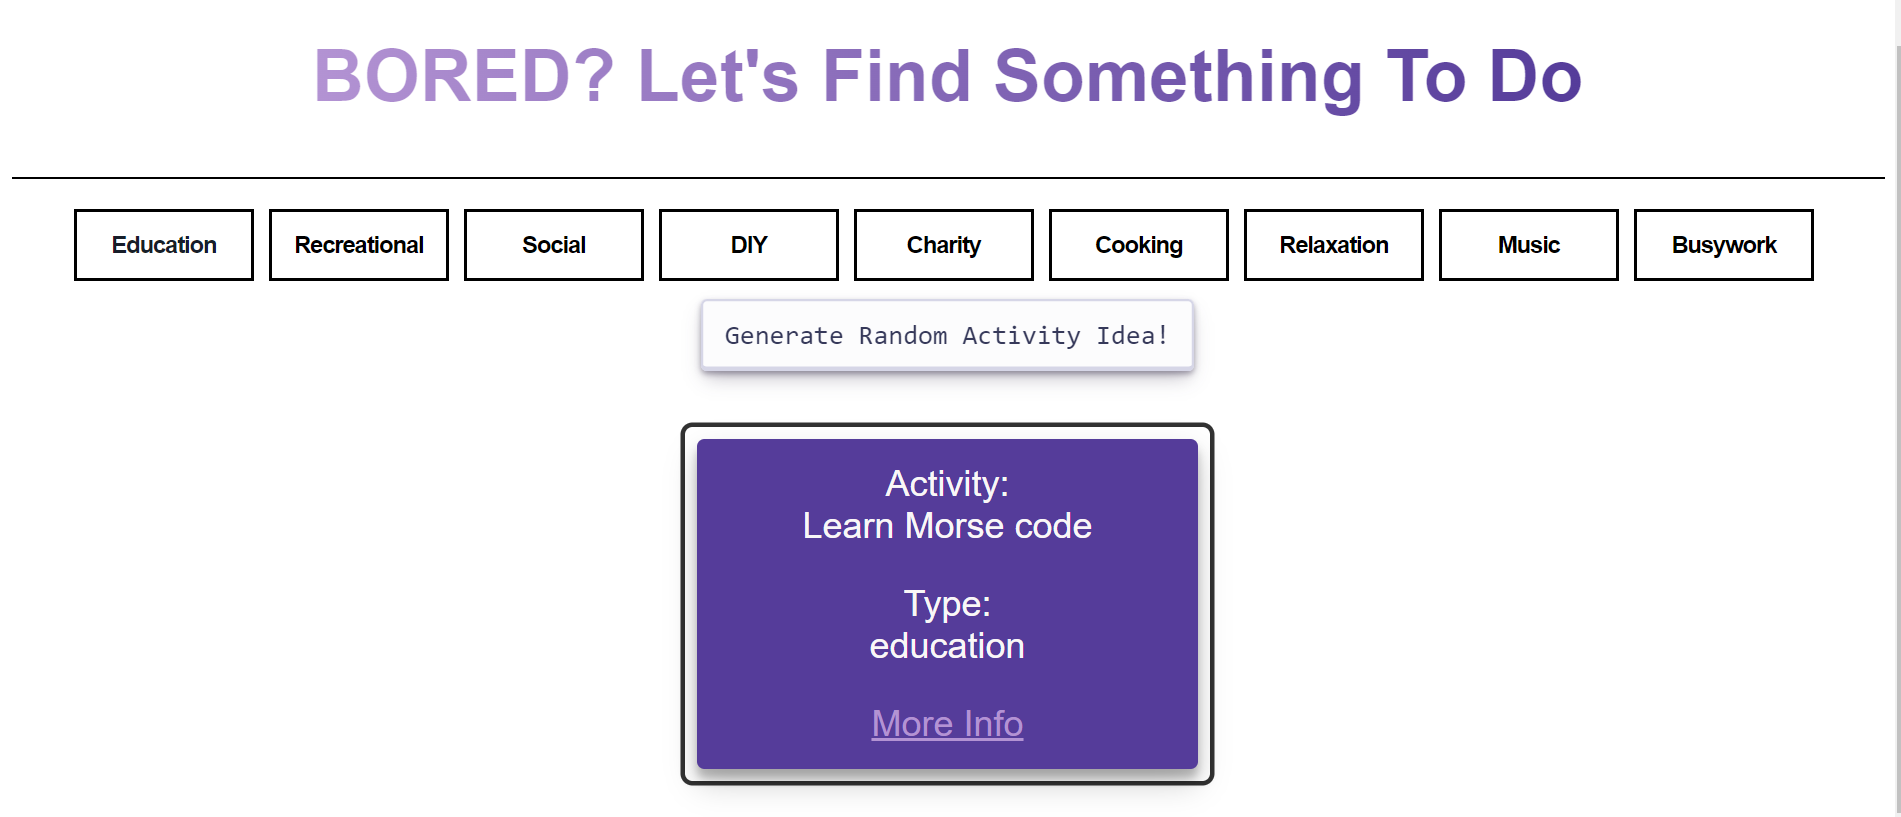 BORED? Let's Find Something To Do
Education Recreational Social DIY Charity Cooking Relaxation Music Busywork
Generate Random Activity Idea!
Activity:
Learn Morse code
Type:
education
More Info